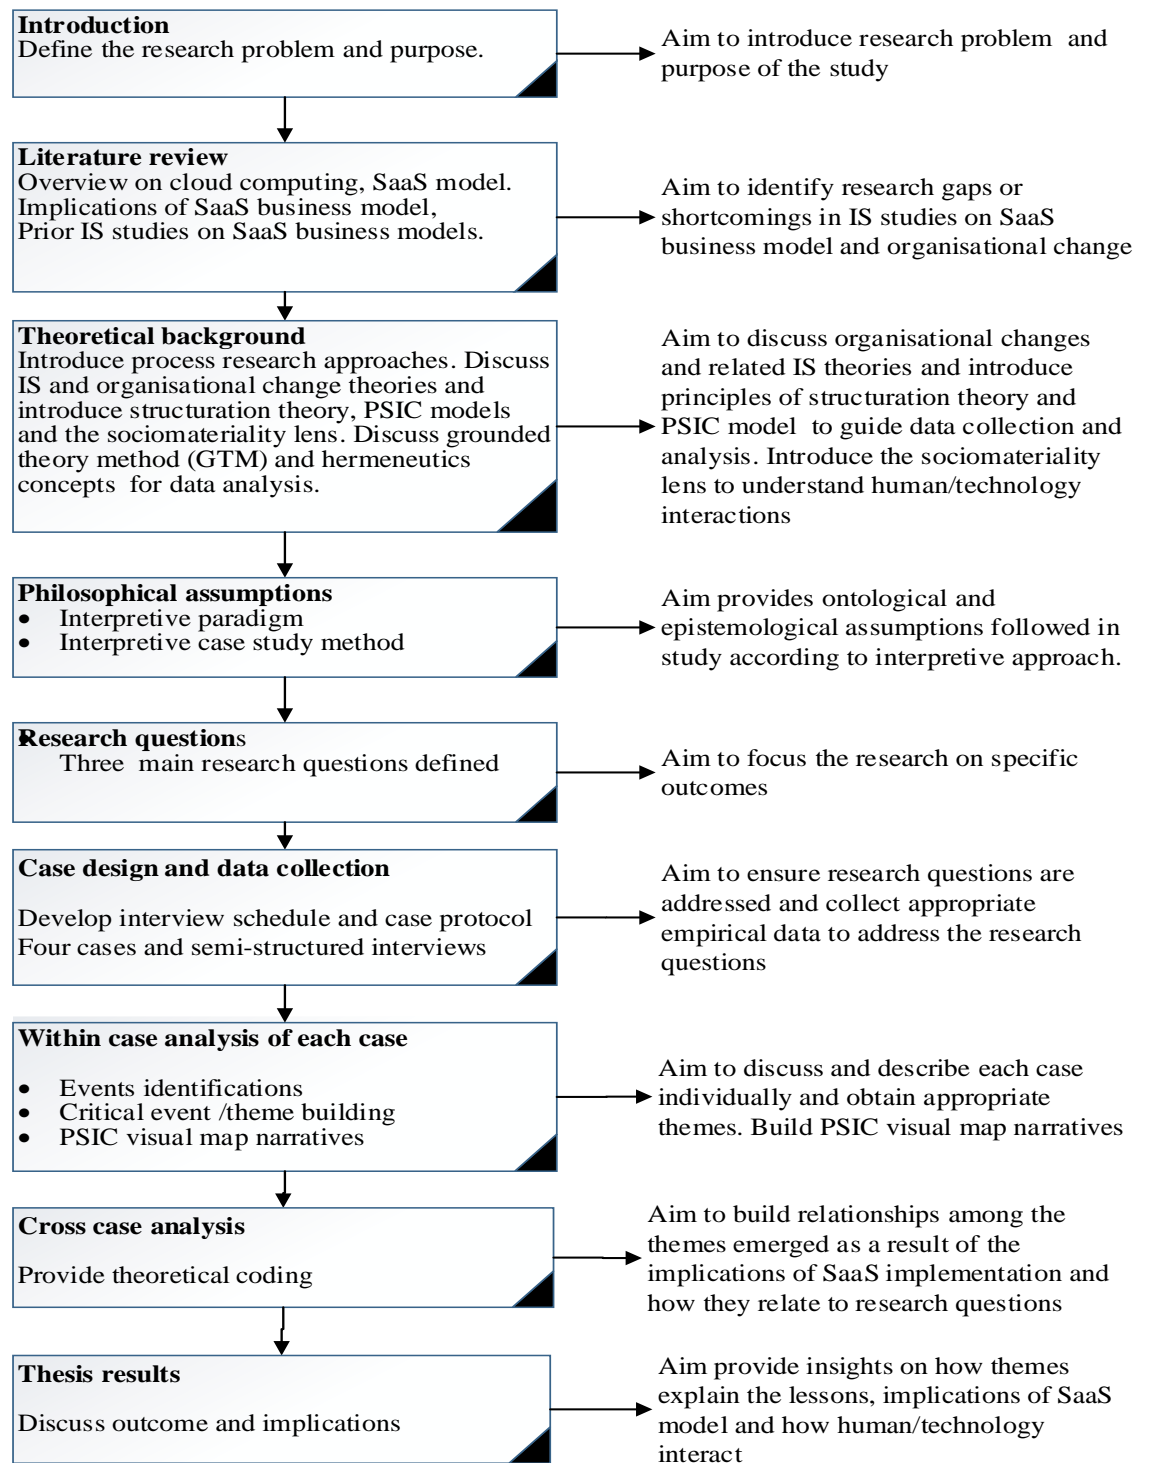 Introduction
Define the research problem and purpose.
Aim to introduce research problem and
purpose of the study
Literature review
Overview on cloud computing, SaaS model.
Implications of SaaS business model,
Prior IS studies on SaaS business models.
Aim to identify research gaps or
shortcomings in IS studies on SaaS
business model and organisational change
Theoretical background
Introduce process research approaches. Discuss
IS and organisational change theories and
introduce structuration theory, PSIC models
and the sociomateriality lens. Discuss grounded
theory method (GTM) and hermeneutics
concepts for data analysis.
Aim to discuss organisational changes
and related IS theories and introduce
principles of structuration theory and
PSIC model to guide data collection and
analysis. Introduce the sociomateriality
lens to understand human/technology
interactions
Philosophical assumptions
• Interpretive paradigm
• Interpretive case study method
Aim provides ontological and
epistemological assumptions followed in
study according to interpretive approach.
Research questions
• Three main research questions defined
Aim to focus the research on specific
outcomes
Case design and data collection
Develop interview schedule and case protocol
Four cases and semi-structured interviews
Aim to ensure research questions are
addressed and collect appropriate
empirical data to address the research
questions
Within case analysis of each case
• Events identifications
• Critical event /theme building
• PSIC visual map narratives
Aim to discuss and describe each case
individually and obtain appropriate
themes. Build PSIC visual map narratives
Cross case analysis
Provide theoretical coding
Aim to build relationships among the
themes emerged as a result of the
implications of SaaS implementation and
how they relate to research questions
Thesis results
Discuss outcome and implications
Aim provide insights on how themes
explain the lessons, implications of SaaS
model and how human/technology
interact